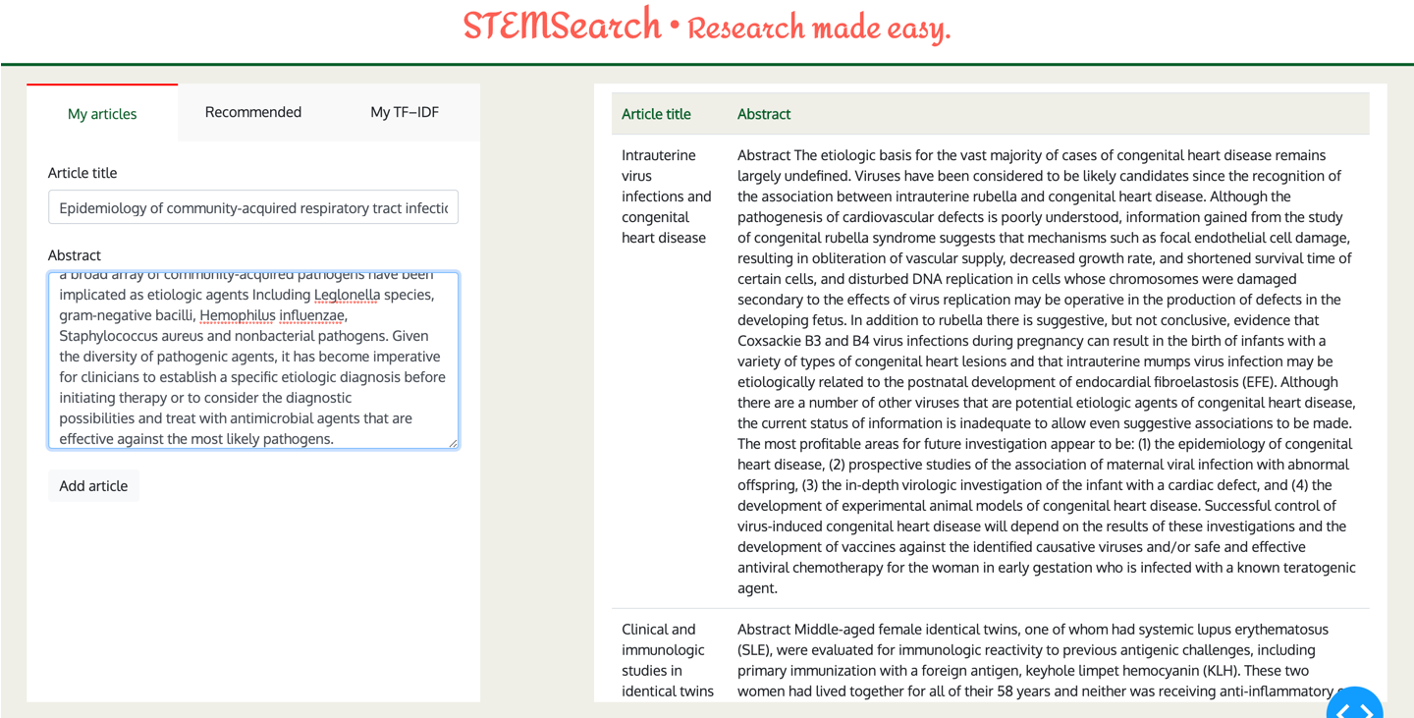 STEMSearch • Research made easy.
My articles
Recommended
My TF–IDF
Article title
Epidemiology of community-acquired respiratory tract
Abstract
a broad array of community-acquired pathogens have been
implicated as etiologic agents Including Leglonella species,
gram-negative bacilli, Hemophilus influenzae,
Staphylococcus aureus and nonbacterial pathogens. Given
the diversity of pathogenic agents, it has become imperative
for clinicians to establish a specific etiologic diagnosis before
initiating therapy or to consider the diagnostic
possibilities and treat with antimicrobial agents that are
effective against the most likely pathogens.
Add article
Article title
Abstract
Intrauterine
virus
infections and
congenital
heart disease
Abstract The etiologic basis for the vast majority of cases of congenital heart disease remains
largely undefined. Viruses have been considered to be likely candidates since the recognition of
the association between intrauterine rubella and congenital heart disease. Although the
pathogenesis of cardiovascular defects is poorly understood, information gained from the study
of congenital rubella syndrome suggests that mechanisms such as focal endothelial cell damage,
resulting in obliteration of vascular supply, decreased growth rate, and shortened survival time of
certain cells, and disturbed DNA replication in cells whose chromosomes were damaged
secondary to the effects of virus replication may be operative in the production of defects in the
developing fetus. In addition to rubella there is suggestive, but not conclusive, evidence that
Coxsackie B3 and B4 virus infections during pregnancy can result in the birth of infants with a
variety of types of congenital heart lesions and that intrauterine mumps virus infection may be
etiologically related to the postnatal development of endocardial fibroelastosis (EFE). Although
there are a number of other viruses that are potential etiologic agents of congenital heart disease,
the current status of information is inadequate to allow even suggestive associations to be made.
The most profitable areas for future investigation appear to be: (1) the epidemiology of congenital
heart disease, (2) prospective studies of the association of maternal viral infection with abnormal
offspring, (3) the in-depth virologic investigation of the infant with a cardiac defect, and (4) the
development of experimental animal models of congenital heart disease. Successful control of
virus-induced congenital heart disease will depend on the results of these investigations and the
development of vaccines against the identified causative viruses and/or safe and effective
antiviral chemotherapy for the woman in early gestation who is infected with a known teratogenic
agent.
Clinical and
immunologic
studies in
identical twins
Abstract Middle-aged female identical twins, one of whom had systemic lupus erythematosus
(SLE), were evaluated for immunologic reactivity to previous antigenic challenges, including
primary immunization with a foreign antigen, keyhole limpet hemocyanin (KLH). These two
women had lived together for all of their 58 years and neither was receiving anti-inflammatory